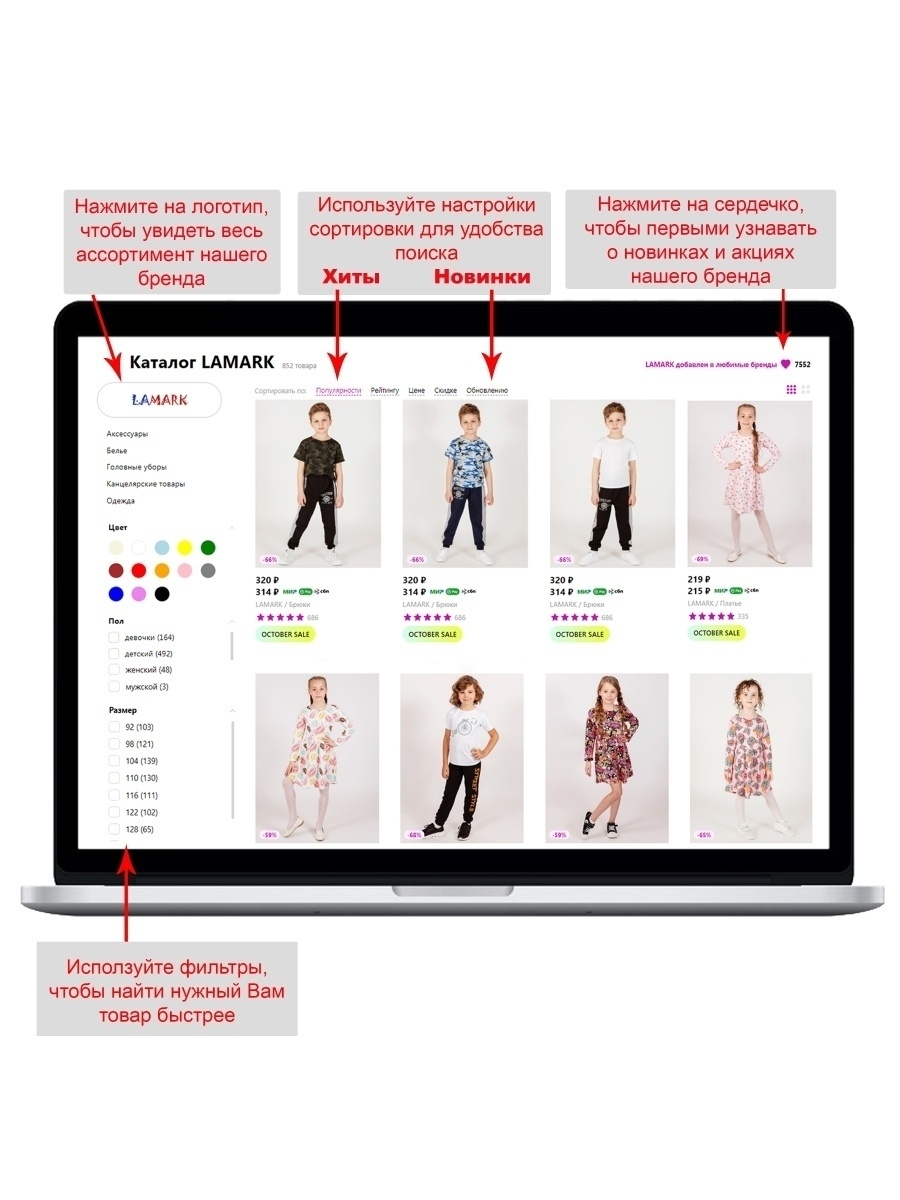 Нажмите на логотип,
чтобы увидеть весь
ассортимент нашего
бренда
Используйте настройки
сортировки для удобства
поиска
Хиты Новинки
Нажмите на сердечко,
чтобы первыми узнавать
о новинках и акциях
нашего бренда
Каталог LAMARK 852 товара
LAMARK добавлен в любимые бренды 7552
LAMARK
Сортировать по: Популярности Рейтингу Цене Скидке Обновлению
Аксессуары
Белье
Головные уборы
Канцелярские товары
Одежда
Цвет
Пол
девочки (164)
детский (492)
женский (48)
мужской (3)
Размер
92 (103)
98 (121)
104 (139)
110 (130)
116 (111)
122 (102)
128 (65)
-66%
320 ₽
314 ₽ МИР Pay сбп
LAMARK / Брюки
686
OCTOBER SALE
-66%
320 ₽
314 ₽ МИР Pay сбп
LAMARK / Брюки
686
OCTOBER SALE
-66%
320 ₽
314 ₽ МИР Pay сбп
LAMARK / Брюки
686
OCTOBER SALE
-69%
219 ₽
215 ₽ МИР Pay сбп
LAMARK / Платье
335
OCTOBER SALE
-59%
-68%
STREET STYLE
-59%
-65%
Исползуйте фильтры,
чтобы найти нужный Вам
товар быстрее